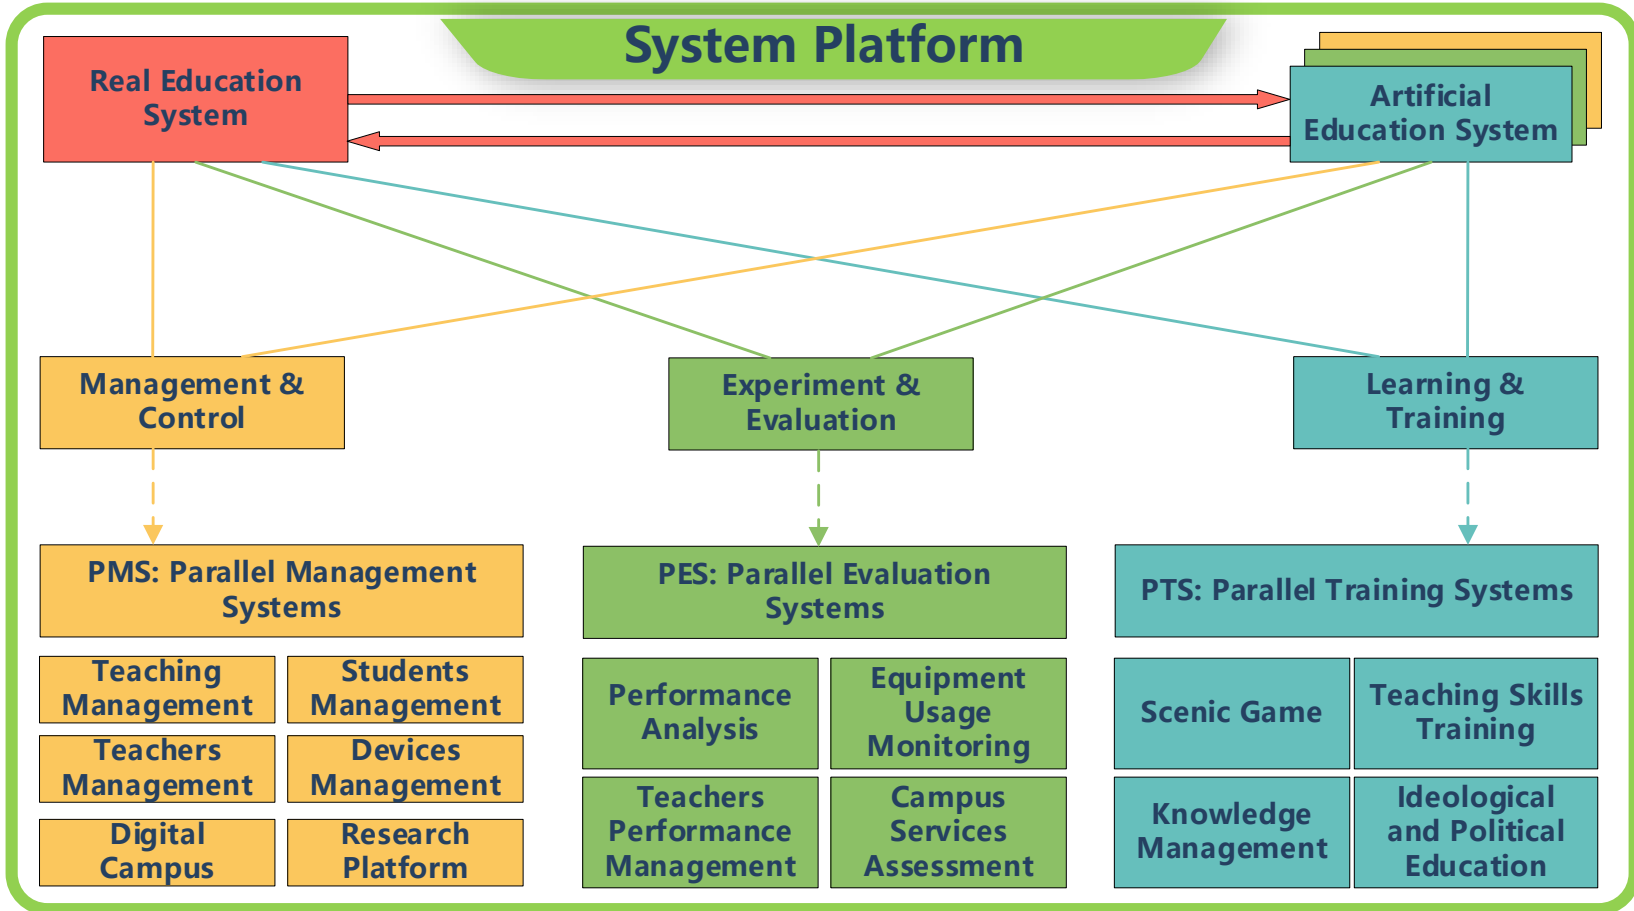 System Platform
Real Education
System
Artificial
Education System
Management &
Control
Experiment &
Evaluation
Learning &
Training
PMS: Parallel Management
Systems
PES: Parallel Evaluation
Systems
PTS: Parallel Training Systems
Teaching
Management
Students
Management
Teachers
Management
Devices
Management
Digital
Campus
Research
Platform
Performance
Analysis
Equipment
Usage
Monitoring
Teachers
Performance
Management
Campus
Services
Assessment
Scenic Game
Teaching Skills
Training
Knowledge
Management
Ideological
and Political
Education